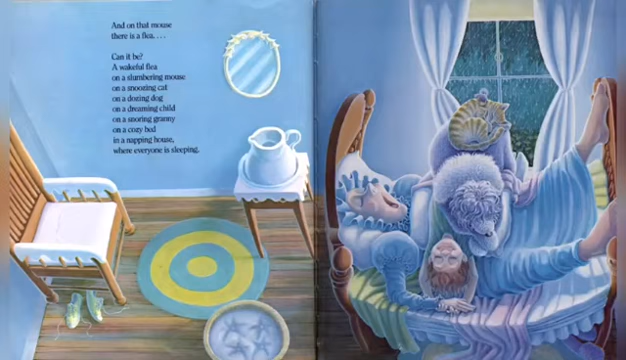 And on that mouse
there is a flea. . . .
Can it be?
A wakeful flea
on a slumbering mouse
on a snoozing cat
on a dozing dog
on a dreaming child
on a snoring granny
on a cozy bed
in a napping house,
where everyone is sleeping.